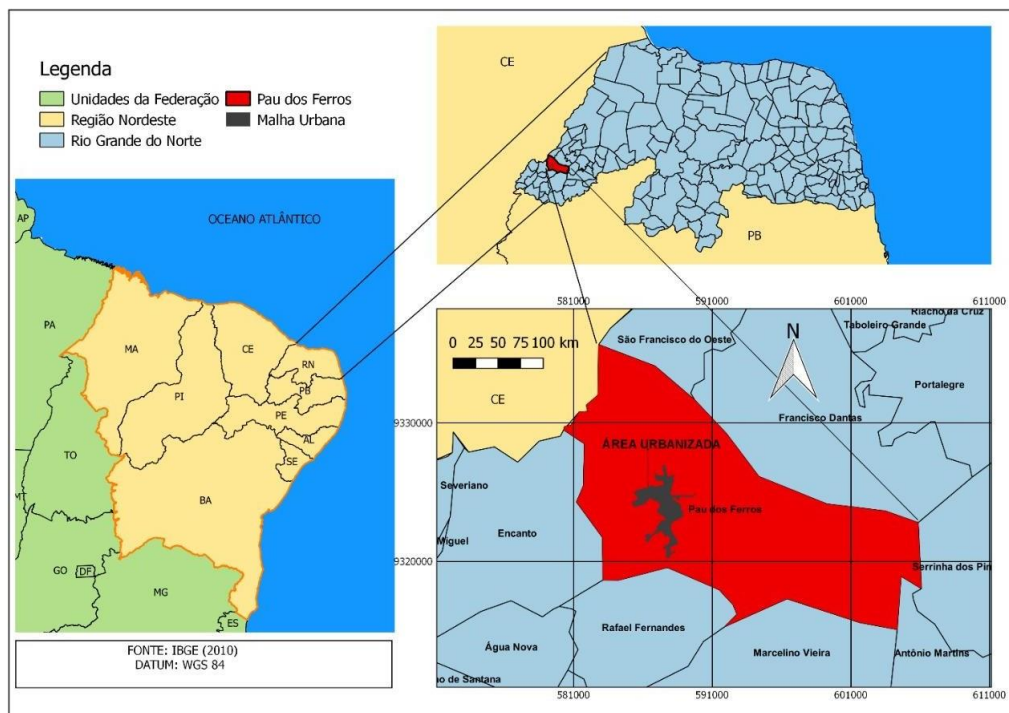 Legenda
Unidades da Federação
Região Nordeste
Rio Grande do Norte
Pau dos Ferros
Malha Urbana
OCEANO ATLÂNTICO
AP
PA
MA
CE
RN
PB
PI
PE
AL
SE
TO
MT
BA
GO
DF
MG
ES
FONTE: IBGE (2010)
DATUM: WGS 84
CE
PB
581000
591000
601000
611000
0 25 50 75 100 km
N
São Francisco do Oeste
Riacho da Cruz
Taboleiro Grande
Portalegre
CE
Francisco Dantas
9330000
ÁREA URBANIZADA
Severiano
Pau dos Ferros
Encanto
Miguel
9320000
Serrinha dos Pin
Rafael Fernandes
Água Nova
Marcelino Vieira
Antônio Martins
no de Santana
581000
591000
601000
611000